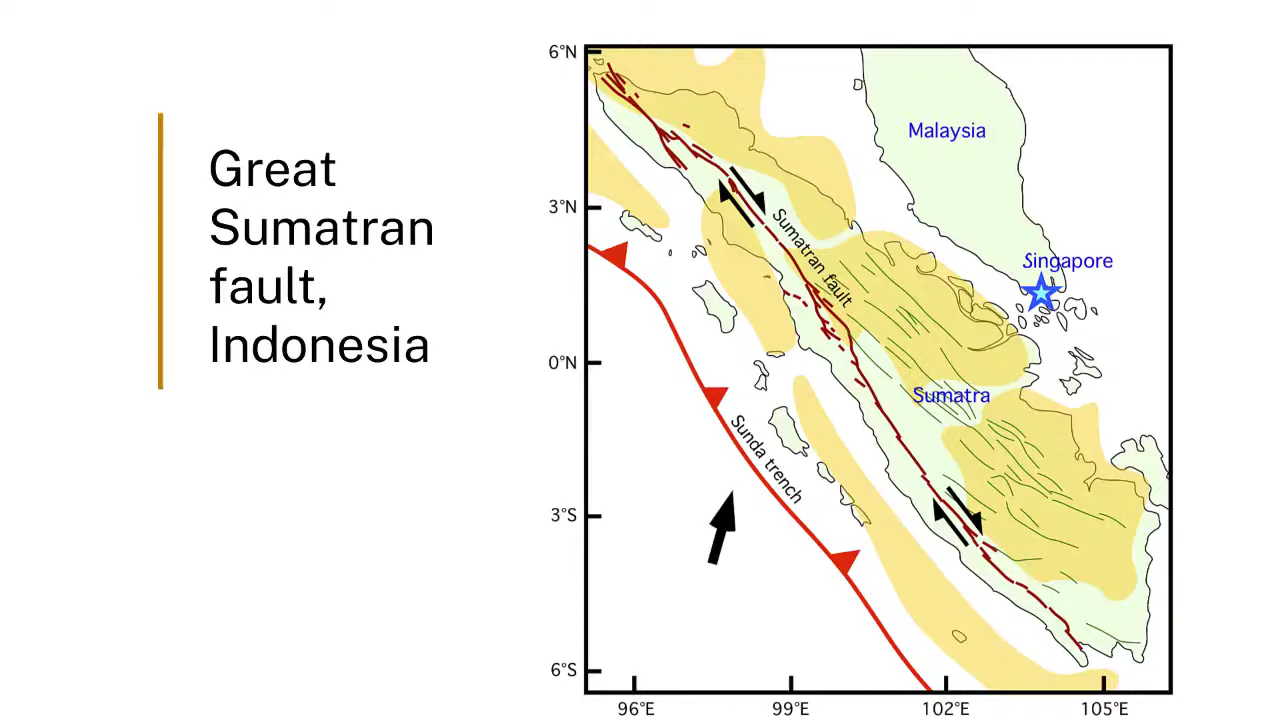 Great
Sumatran
fault,
Indonesia
6°N
3°N
0°N
3°S
6°S
96°E
99°E
102°E
105°E
Malaysia
Singapore
Sumatran fault
Sumatra
Sunda trench